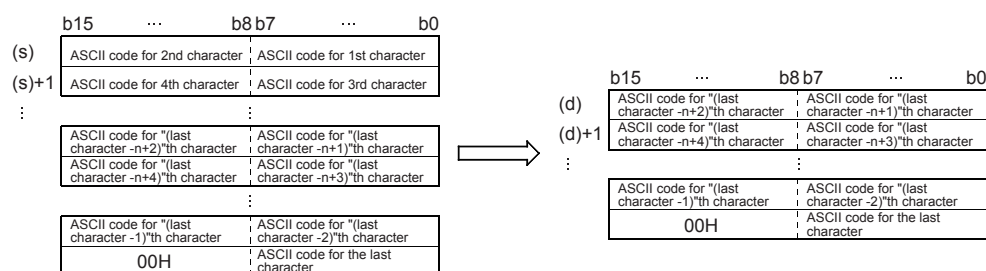 b15 ... b8 b7 ... b0
(s) ASCII code for 2nd character ASCII code for 1st character
(s)+1 ASCII code for 4th character ASCII code for 3rd character
ASCII code for "(last
character -n+2)"th character
ASCII code for "(last
character -n+1)"th character
ASCII code for "(last
character -n+4)"th character
ASCII code for "(last
character -n+3)"th character
ASCII code for "(last
character -1)"th character
ASCII code for "(last
character -2)"th character
00H
ASCII code for the last
character
b15 ... b8 b7 ... b0
(d)
ASCII code for "(last
character -n+2)"th character
ASCII code for "(last
character -n+1)"th character
(d)+1
ASCII code for "(last
character -n+4)"th character
ASCII code for "(last
character -n+3)"th character
ASCII code for "(last
character -1)"th character
ASCII code for "(last
character -2)"th character
00H
ASCII code for the last
character